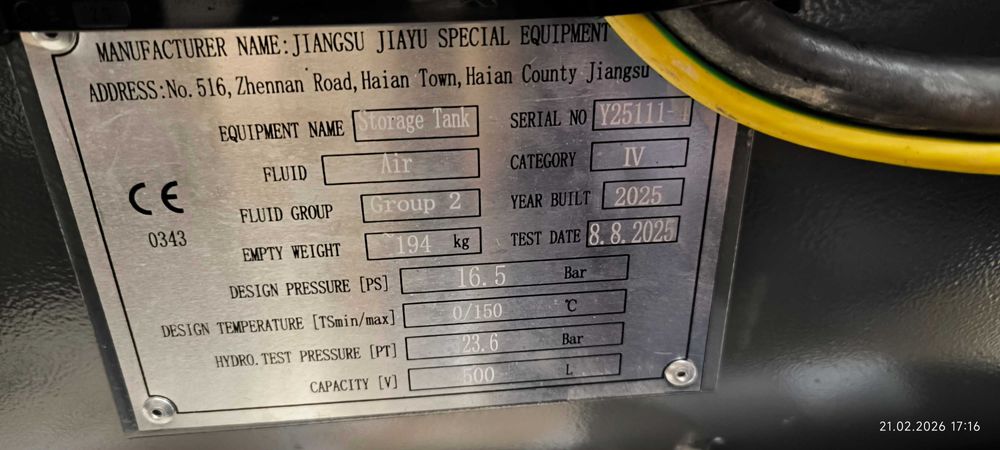 MANUFACTURER NAME:JIANGSU JIAYU SPECIAL EQUIPMENT
ADDRESS:No.516,Zhennan Road,Haian Town,Haian County Jiangsu
EQUIPMENT NAME Storage Tank SERIAL NO Y25111-1
FLUID Air CATEGORY IV
FLUID GROUP Group 2 YEAR BUILT 2025
EMPTY WEIGHT 194 kg TEST DATE 8.8.2025
CE
0343
DESIGN PRESSURE [PS] 16.5 Bar
DESIGN TEMPERATURE [TSmin/max] 0/150 ℃
HYDRO.TEST PRESSURE [PT] 23.6 Bar
CAPACITY [V] 500 L
21.02.2026 17:16